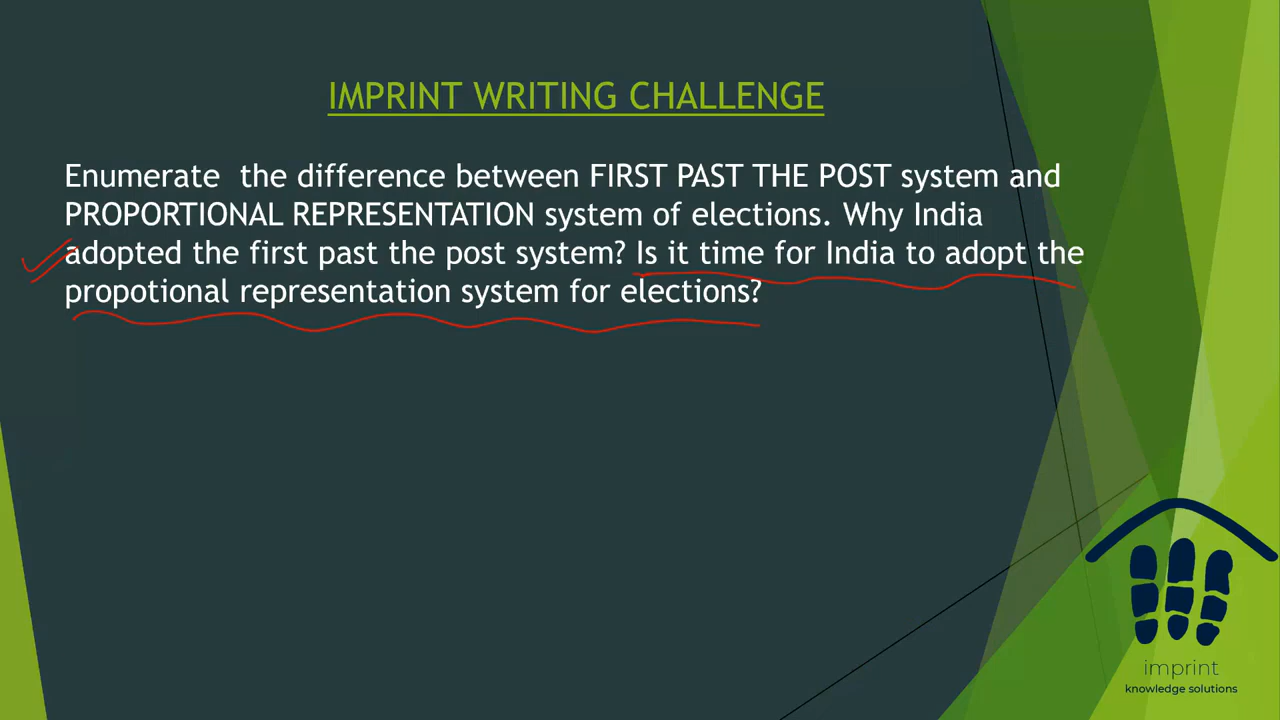 IMPRINT WRITING CHALLENGE
Enumerate the difference between FIRST PAST THE POST system and
PROPORTIONAL REPRESENTATION system of elections. Why India
adopted the first past the post system? Is it time for India to adopt the
propotional representation system for elections?
imprint
knowledge solutions